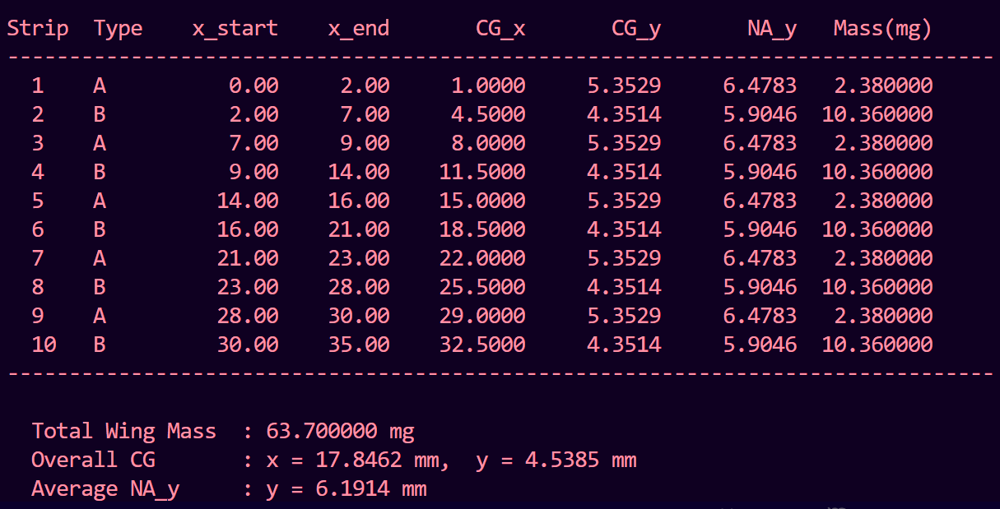 Strip  Type    x_start    x_end       CG_x       CG_y       NA_y   Mass(mg)
--------------------------------------------------------------------------------
  1    A          0.00     2.00     1.0000     5.3529     6.4783   2.380000
  2    B          2.00     7.00     4.5000     4.3514     5.9046  10.360000
  3    A          7.00     9.00     8.0000     5.3529     6.4783   2.380000
  4    B          9.00    14.00    11.5000     4.3514     5.9046  10.360000
  5    A         14.00    16.00    15.0000     5.3529     6.4783   2.380000
  6    B         16.00    21.00    18.5000     4.3514     5.9046  10.360000
  7    A         21.00    23.00    22.0000     5.3529     6.4783   2.380000
  8    B         23.00    28.00    25.5000     4.3514     5.9046  10.360000
  9    A         28.00    30.00    29.0000     5.3529     6.4783   2.380000
  10   B         30.00    35.00    32.5000     4.3514     5.9046  10.360000
--------------------------------------------------------------------------------
  Total Wing Mass  : 63.700000 mg
  Overall CG       : x = 17.8462 mm,  y = 4.5385 mm
  Average NA_y     : y = 6.1914 mm